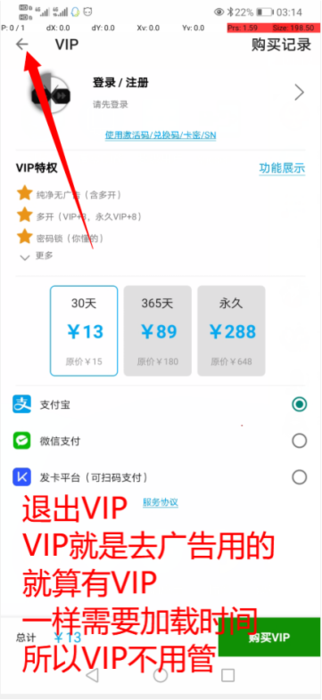 22% 03:14
P: 0 / 1 dX: 0.0 dY: 0.0 Xv: 0.0 Yv: 0.0 Prs: 1.59 Size: 198.50
VIP 购买记录
登录 / 注册
请先登录
使用激活码/兑换码/卡密/SN
VIP特权 功能展示
纯净无广告（含多开）
多开（VIP+3，永久VIP+8）
密码锁（你懂的）
更多
30天 365天 永久
￥13 ￥89 ￥288
原价￥15 原价￥180 原价￥648
支付宝
微信支付
发卡平台（可扫码支付）
服务协议
退出VIP
VIP就是去广告用的
就算有VIP
一样需要加载时间
总计 ￥13 购买VIP
所以VIP不用管